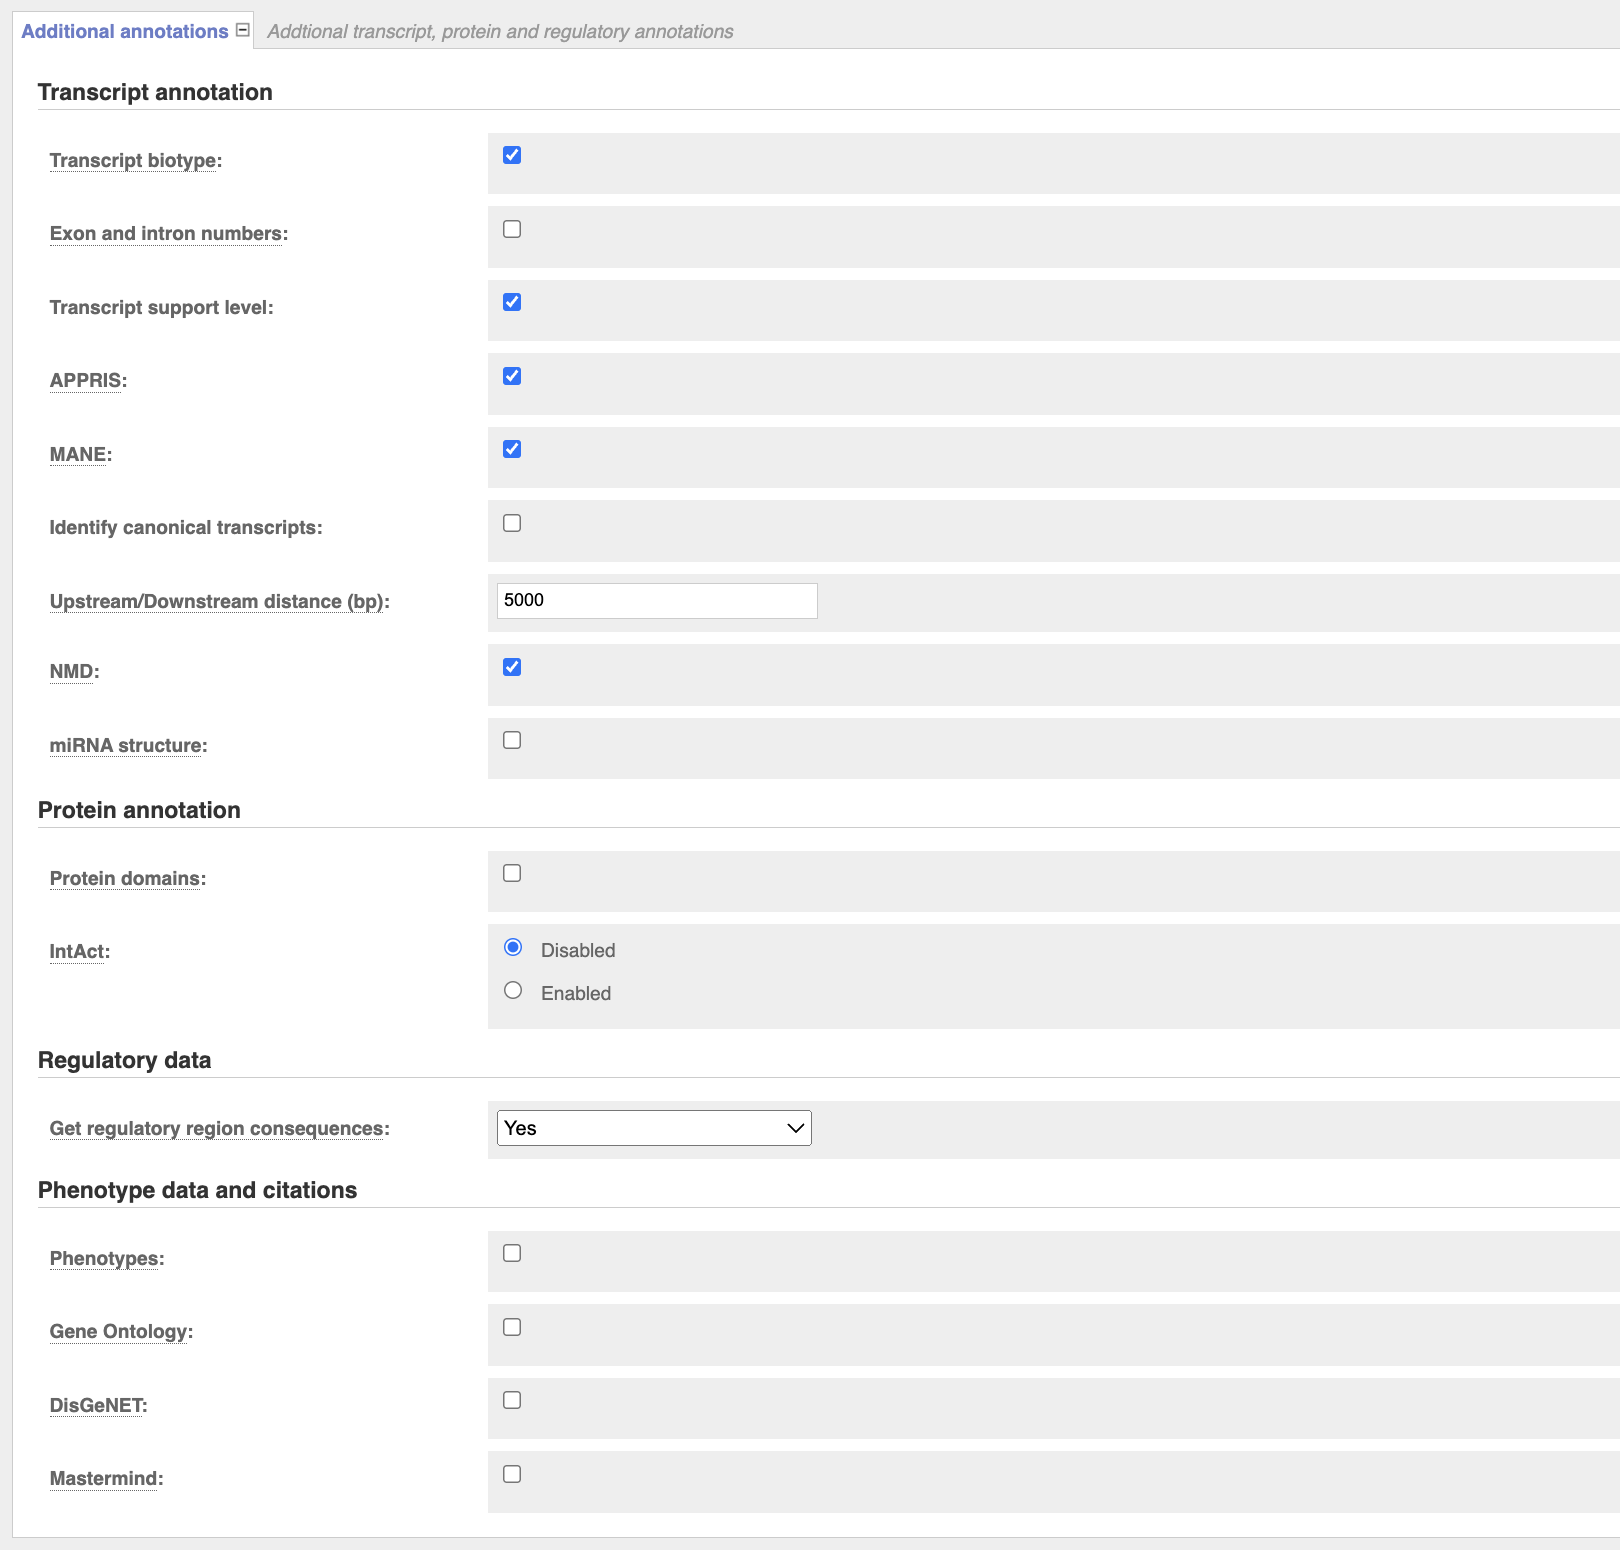 Additional annotations
Addtional transcript, protein and regulatory annotations
Transcript annotation
Transcript biotype:
Exon and intron numbers:
Transcript support level:
APPRIS:
MANE:
Identify canonical transcripts:
Upstream/Downstream distance (bp): 5000
NMD:
miRNA structure:
Protein annotation
Protein domains:
IntAct: Disabled
Enabled
Regulatory data
Get regulatory region consequences: Yes
Phenotype data and citations
Phenotypes:
Gene Ontology:
DisGeNET:
Mastermind: